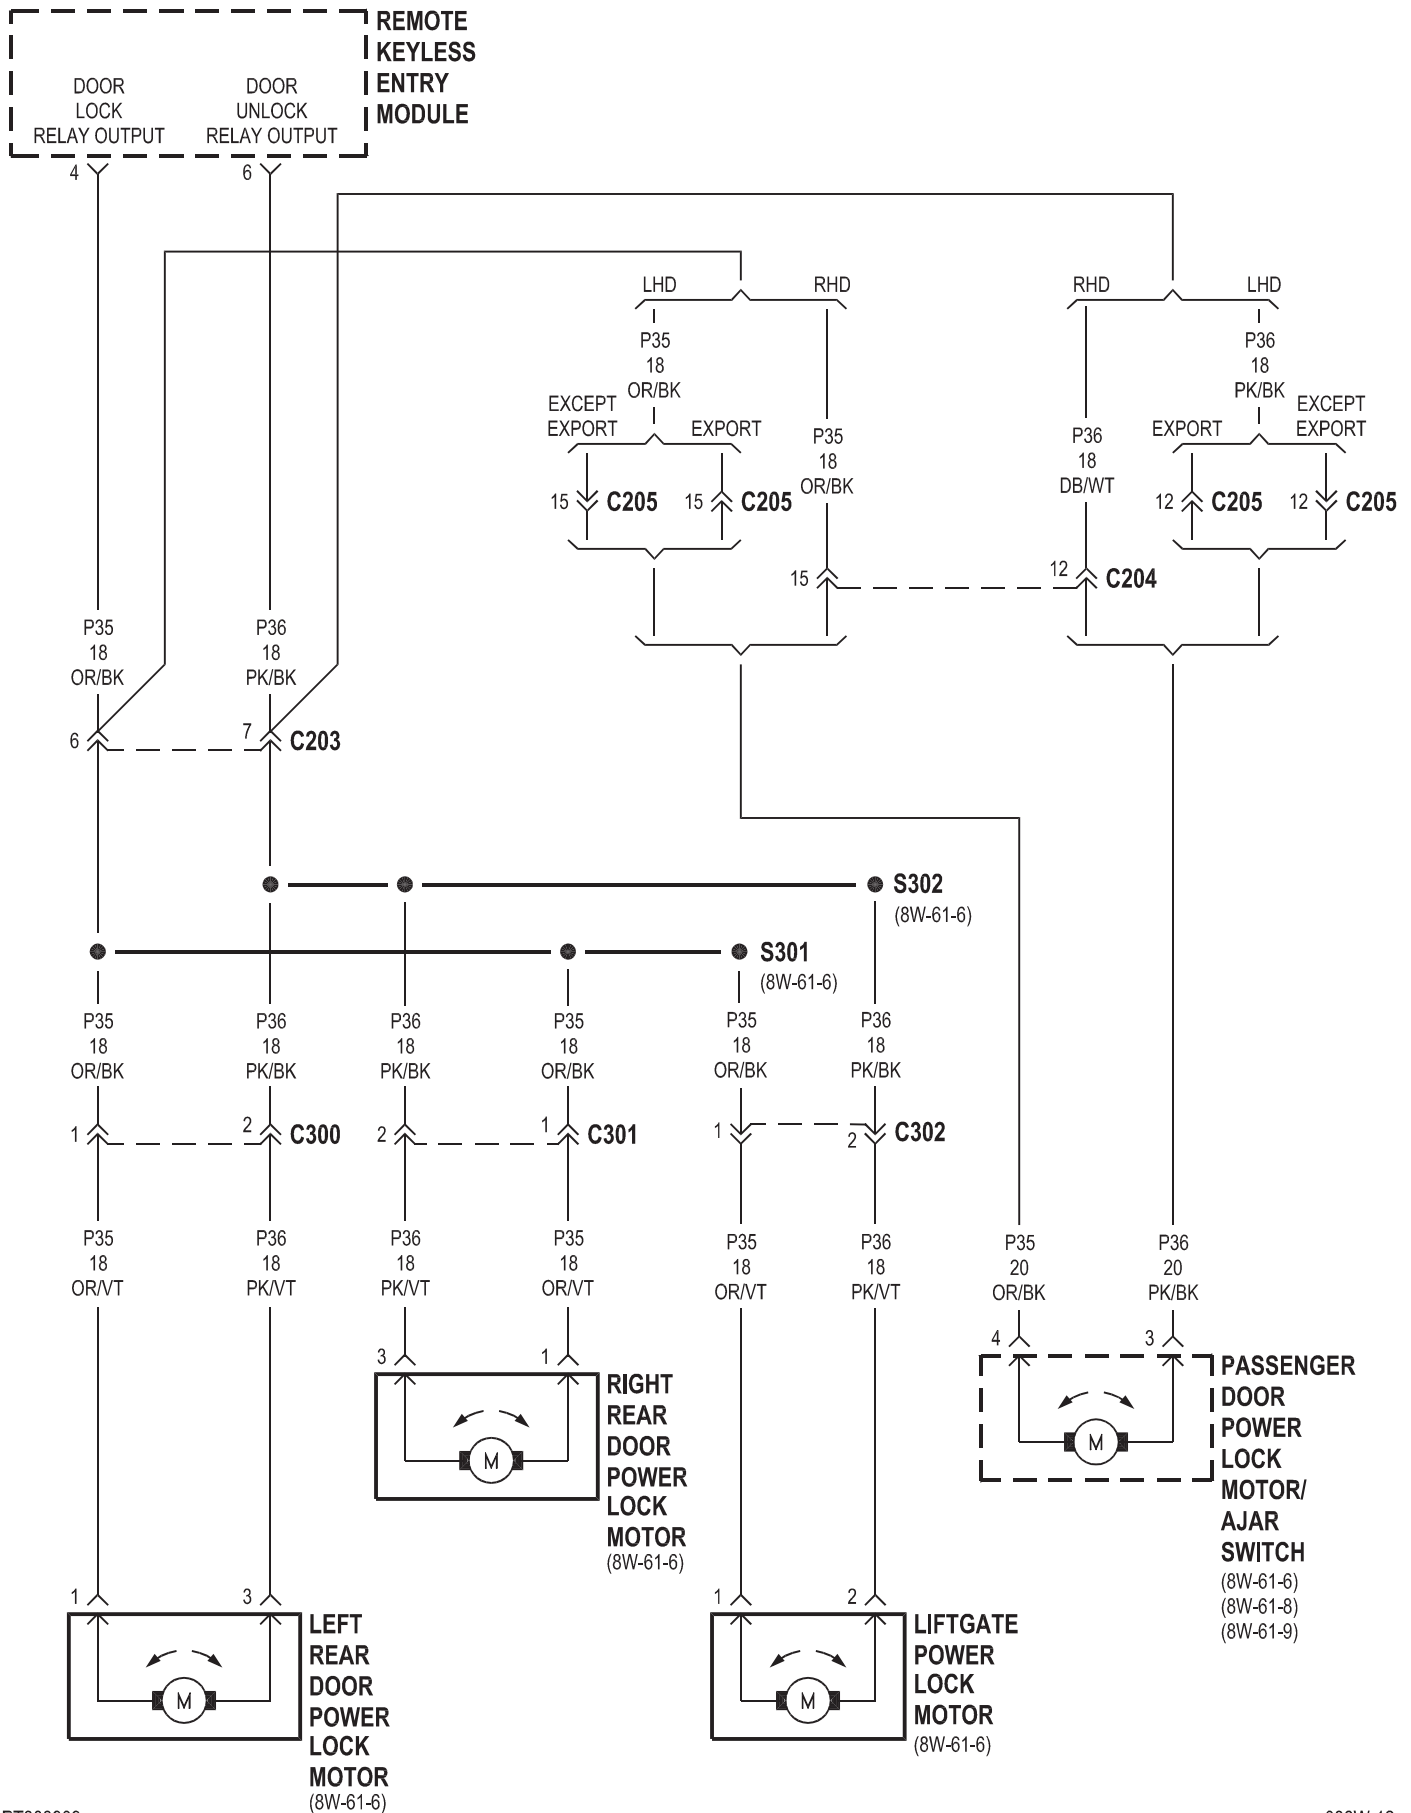 REMOTE
KEYLESS
ENTRY
MODULE
DOOR
LOCK
RELAY OUTPUT
DOOR
UNLOCK
RELAY OUTPUT
4
6
LHD
RHD
RHD
LHD
P35
18
OR/BK
P36
18
PK/BK
EXCEPT
EXPORT
EXPORT
P35
18
OR/BK
P36
18
DB/WT
EXPORT
EXCEPT
EXPORT
15
C205
15
C205
12
C205
12
C205
15
12
C204
P35
18
OR/BK
P36
18
PK/BK
6
7
C203
S302
(8W-61-6)
S301
(8W-61-6)
P35
18
OR/BK
P36
18
PK/BK
P36
18
PK/BK
P35
18
OR/BK
P35
18
OR/BK
P36
18
PK/BK
1
2
C300
2
1
C301
1
2
C302
P35
18
OR/VT
P36
18
PK/VT
P36
18
PK/VT
P35
18
OR/VT
P35
18
OR/VT
P36
18
PK/VT
P35
20
OR/BK
P36
20
PK/BK
3
1
4
3
M
RIGHT
REAR
DOOR
POWER
LOCK
MOTOR
(8W-61-6)
M
PASSENGER
DOOR
POWER
LOCK
MOTOR/
AJAR
SWITCH
(8W-61-6)
(8W-61-8)
(8W-61-9)
1
3
M
LEFT
REAR
DOOR
POWER
LOCK
MOTOR
(8W-61-6)
1
2
M
LIFTGATE
POWER
LOCK
MOTOR
(8W-61-6)